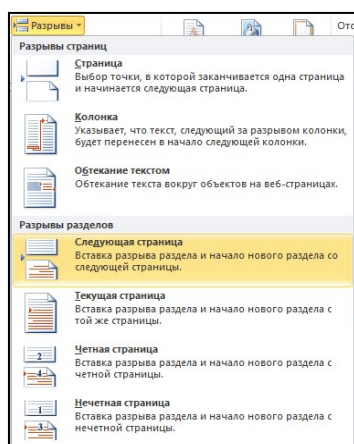 Разрывы
Отс
Разрывы страниц
Страница
Выбор точки, в которой заканчивается одна страница
и начинается следующая страница.
Колонка
Указывает, что текст, следующий за разрывом колонки,
будет перенесен в начало следующей колонки.
Обтекание текстом
Обтекание текста вокруг объектов на веб-страницах.
Разрывы разделов
Следующая страница
Вставка разрыва раздела и начало нового раздела со
следующей страницы.
Текущая страница
Вставка разрыва раздела и начало нового раздела с
той же страницы.
Четная страница
Вставка разрыва раздела и начало нового раздела с
четной страницы.
2
4
Нечетная страница
Вставка разрыва раздела и начало нового раздела с
нечетной страницы.
1
3